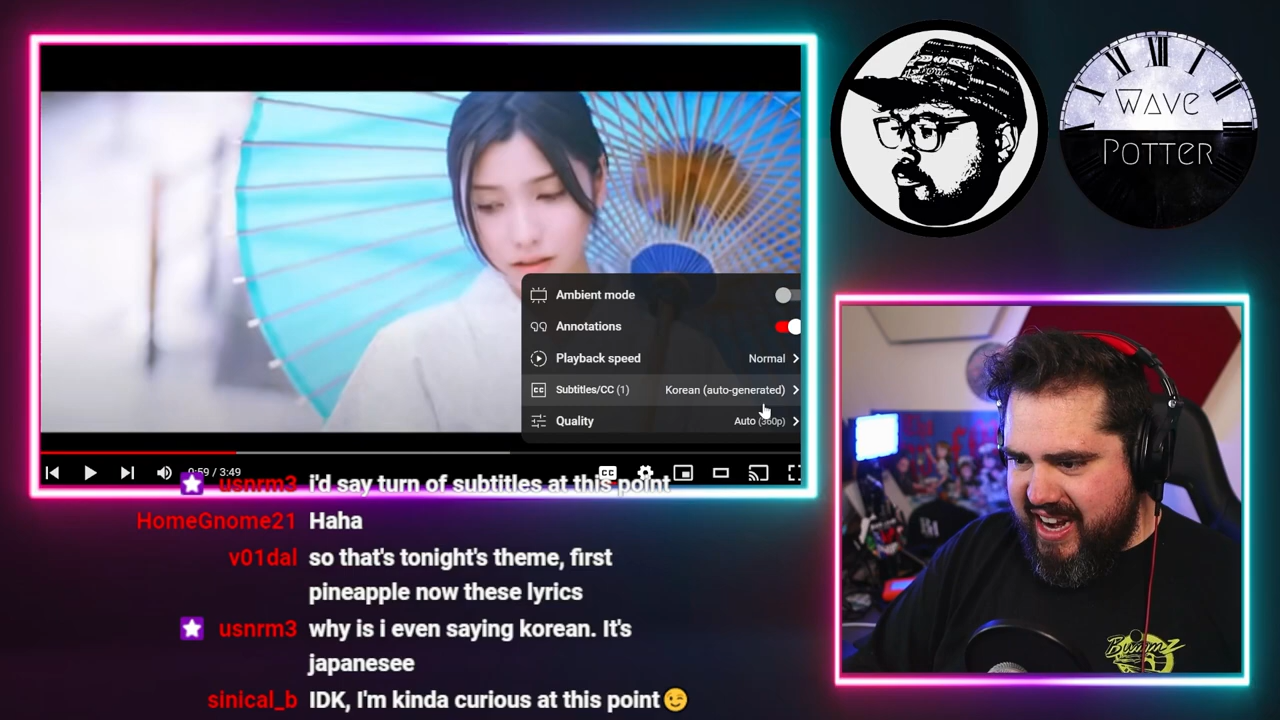 Ambient mode
Annotations
Playback speed Normal
Subtitles/CC (1) Korean (auto-generated)
Quality Auto (360p)
0:59 / 3:49
CC
usnrm3 i'd say turn of subtitles at this point
HomeGnome21 Haha
v01dal so that's tonight's theme, first
pineapple now these lyrics
usnrm3 why is i even saying korean. It's
japanesee
sinical_b IDK, I'm kinda curious at this point😉
WAVE
POTTER